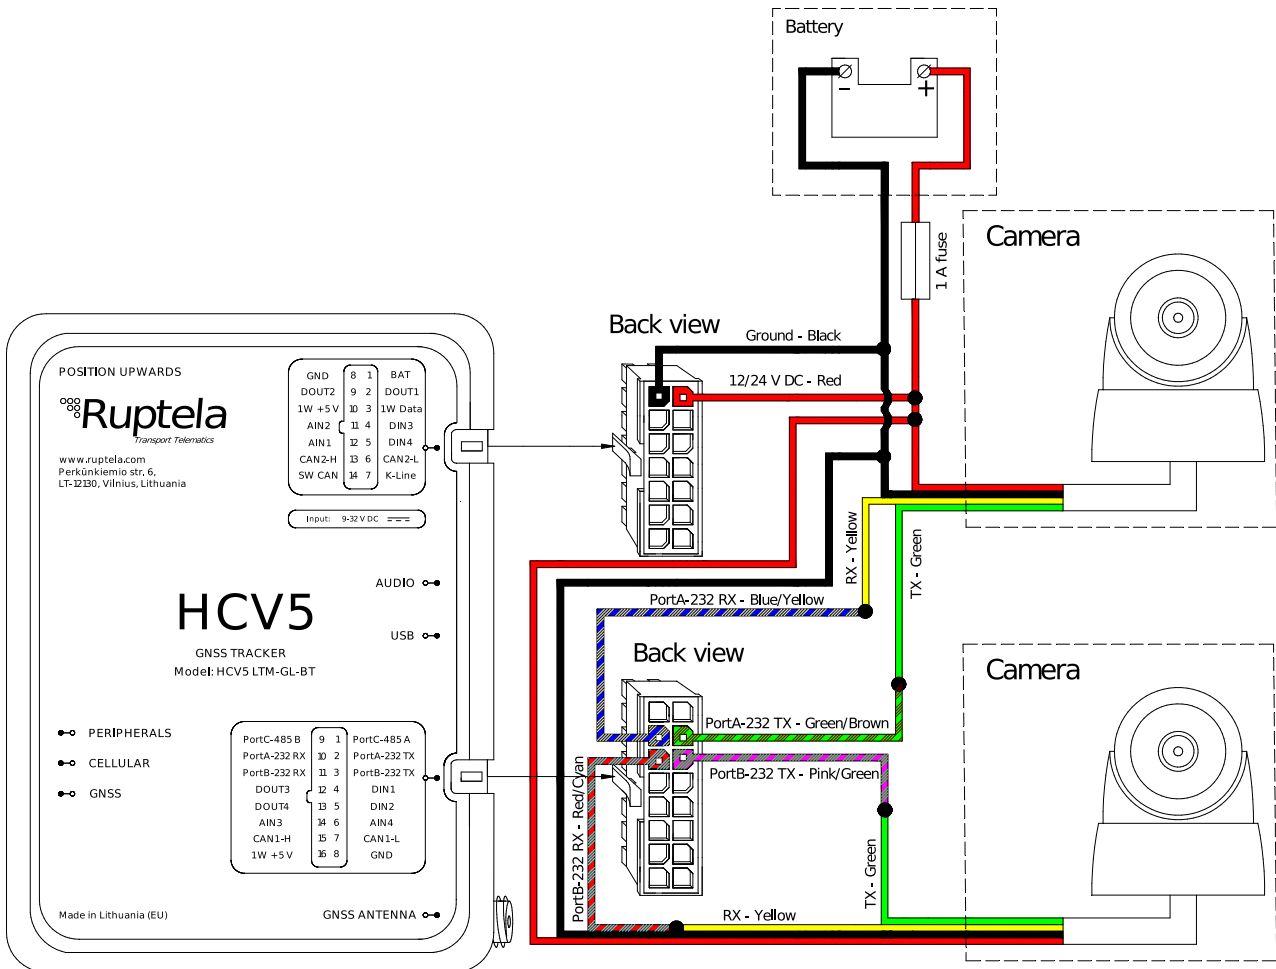 Battery
-
+
1 A fuse
Camera
Back view
Ground - Black
12/24 V DC - Red
POSITION UPWARDS
Ruptela
Transport Telematics
www.ruptela.com
Perkūnkiemio str, 6,
LT-12130, Vilnius, Lithuania
GND 8 1 BAT
DOUT2 9 2 DOUT1
1W +5 V 10 3 1W Data
AIN2 11 4 DIN3
AIN1 12 5 DIN4
CAN2-H 13 6 CAN2-L
SW CAN 14 7 K-Line
Input: 9-32 V DC
AUDIO
HCV5
USB
GNSS TRACKER
Model: HCV5 LTM-GL-BT
RX - Yellow
TX - Green
PortA-232 RX - Blue/Yellow
Back view
Camera
PortA-232 TX - Green/Brown
PortB-232 TX - Pink/Green
PortB-232 RX - Red/Cyan
TX - Green
RX - Yellow
PERIPHERALS
CELLULAR
GNSS
PortC-485 B 9 1 PortC-485 A
PortA-232 RX 10 2 PortA-232 TX
PortB-232 RX 11 3 PortB-232 TX
DOUT3 12 4 DIN1
DOUT4 13 5 DIN2
AIN3 14 6 AIN4
CAN1-H 15 7 CAN1-L
1W +5 V 16 8 GND
Made in Lithuania (EU)
GNSS ANTENNA